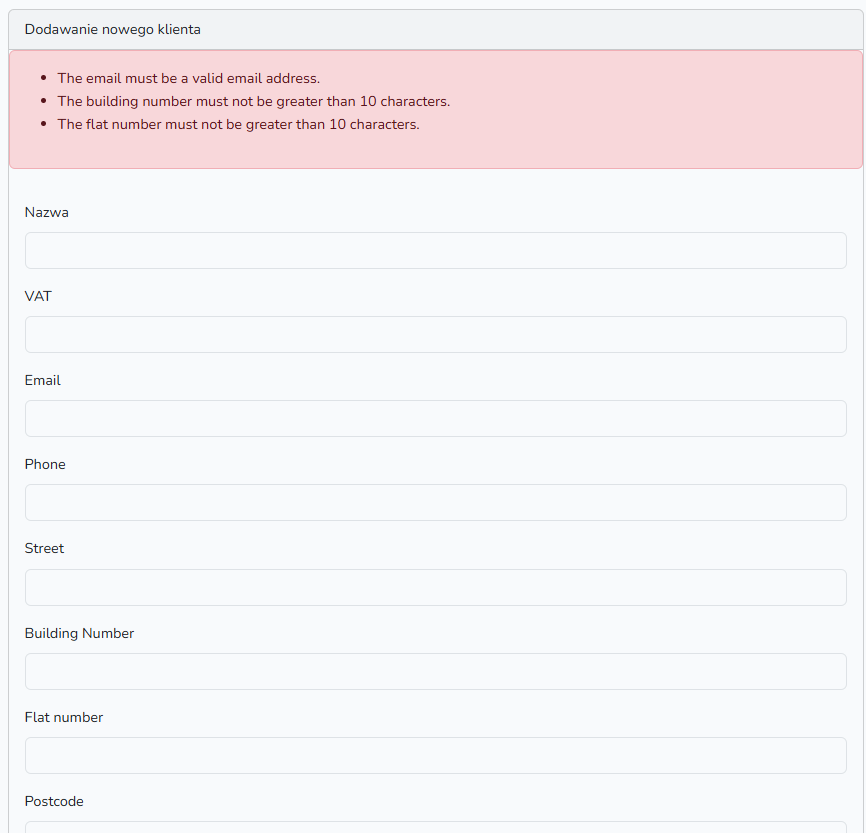 Dodawanie nowego klienta
The email must be a valid email address.
The building number must not be greater than 10 characters.
The flat number must not be greater than 10 characters.
Nazwa
VAT
Email
Phone
Street
Building Number
Flat number
Postcode